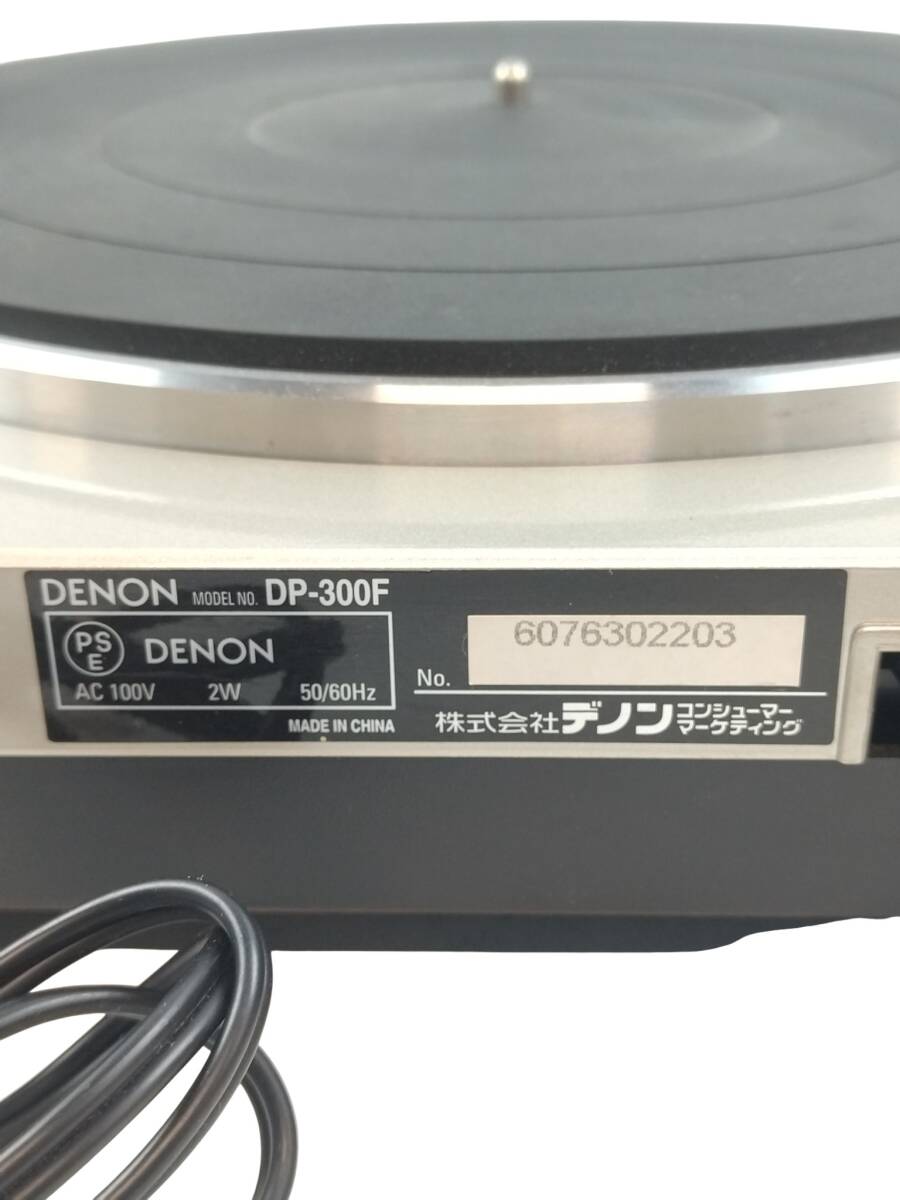 DENON MODEL NO. DP-300F
PS
E
DENON
AC 100V 2W 50/60Hz
MADE IN CHINA
No. 6076302203
株式会社デノン コンシューマー
マーケティング